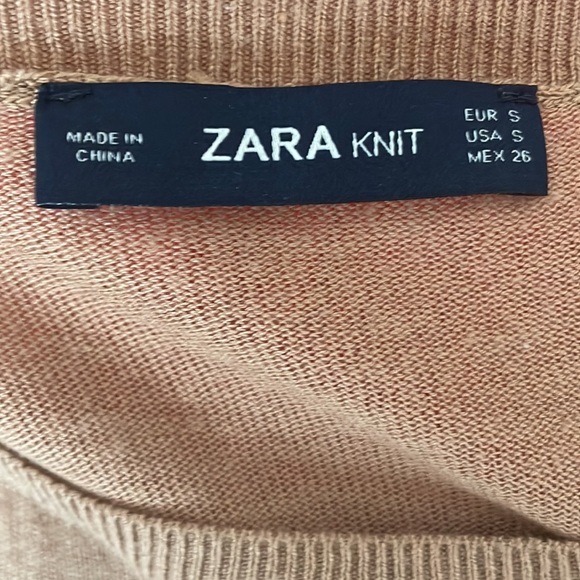 MADE IN
CHINA
ZARA KNIT
EUR S
USA S
MEX 26